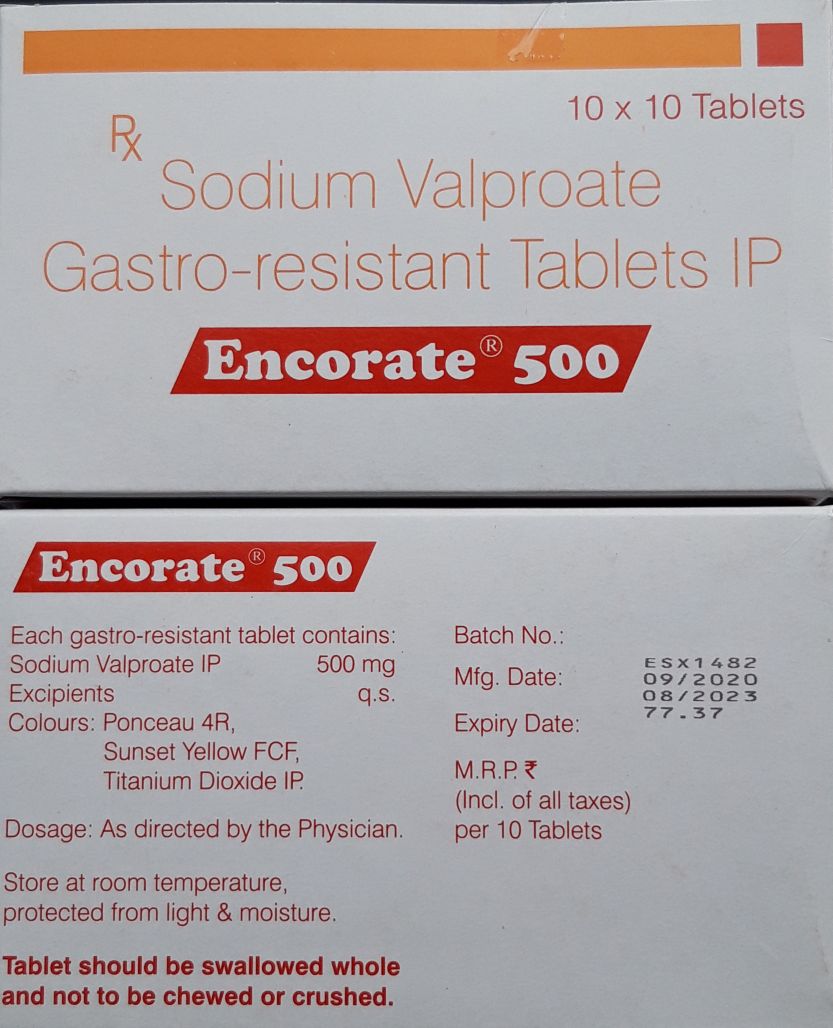 10 x 10 Tablets
Rx
Sodium Valproate
Gastro-resistant Tablets IP
Encorate® 500
Encorate® 500
Each gastro-resistant tablet contains:
Sodium Valproate IP 500 mg
Excipients q.s.
Colours: Ponceau 4R,
Sunset Yellow FCF,
Titanium Dioxide IP.
Dosage: As directed by the Physician.
Store at room temperature,
protected from light & moisture.
Tablet should be swallowed whole
and not to be chewed or crushed.
Batch No.:
Mfg. Date:
Expiry Date:
M.R.P. ₹
(Incl. of all taxes)
per 10 Tablets
ESX1482
09/2020
08/2023
77.37